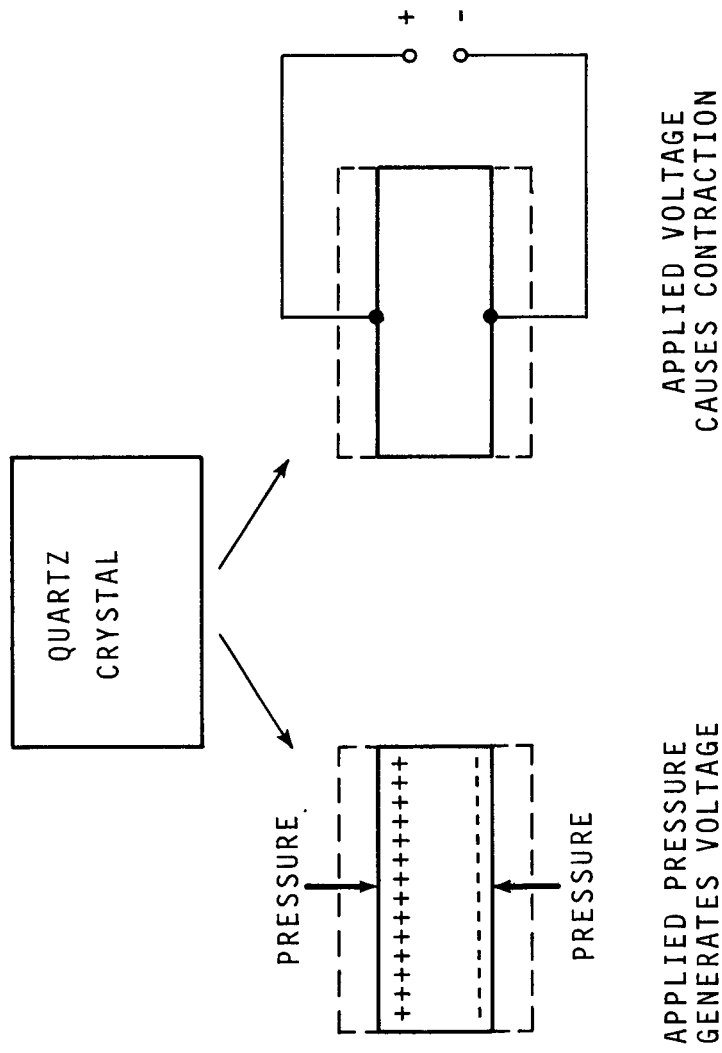 QUARTZ
CRYSTAL
PRESSURE
+++++++++++++++
---------------
PRESSURE
APPLIED PRESSURE
GENERATES VOLTAGE
+
-
APPLIED VOLTAGE
CAUSES CONTRACTION